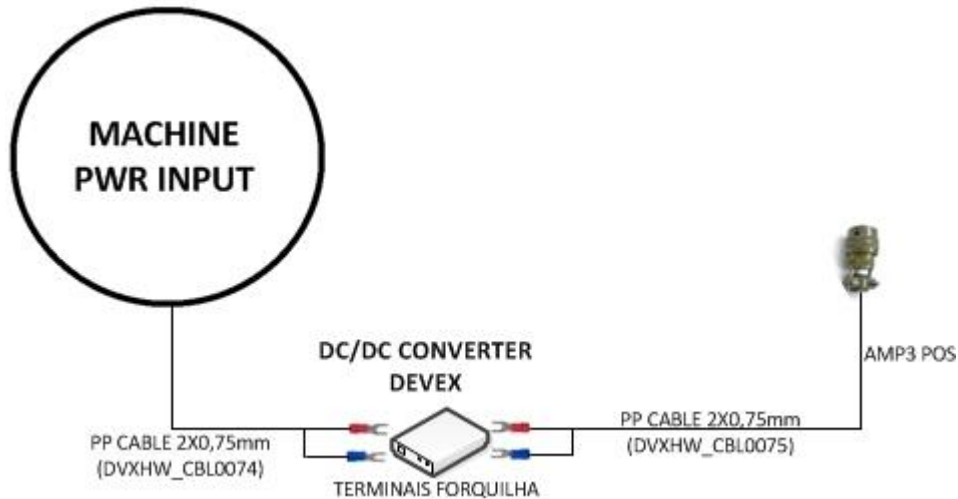 MACHINE
PWR INPUT
DC/DC CONVERTER
DEVEX
AMP3 POS
PP CABLE 2X0,75mm
(DVXHW_CBL0074)
PP CABLE 2X0,75mm
(DVXHW_CBL0075)
TERMINAIS FORQUILHA